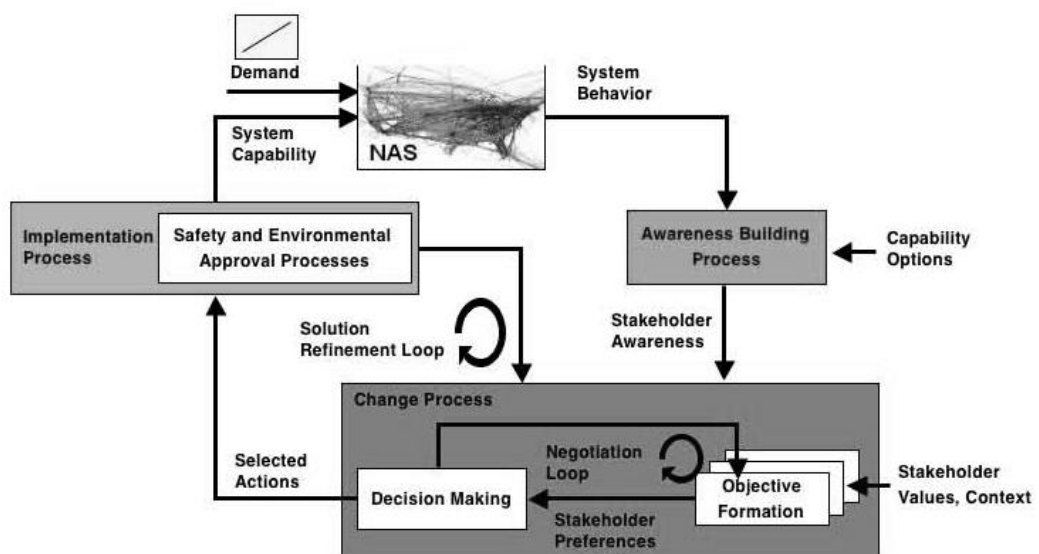 Demand
System
Capability
NAS
System
Behavior
Implementation
Process
Safety and Environmental
Approval Processes
Awareness Building
Process
Capability
Options
Solution
Refinement Loop
Stakeholder
Awareness
Change Process
Selected
Actions
Decision Making
Negotiation
Loop
Stakeholder
Preferences
Objective
Formation
Stakeholder
Values, Context